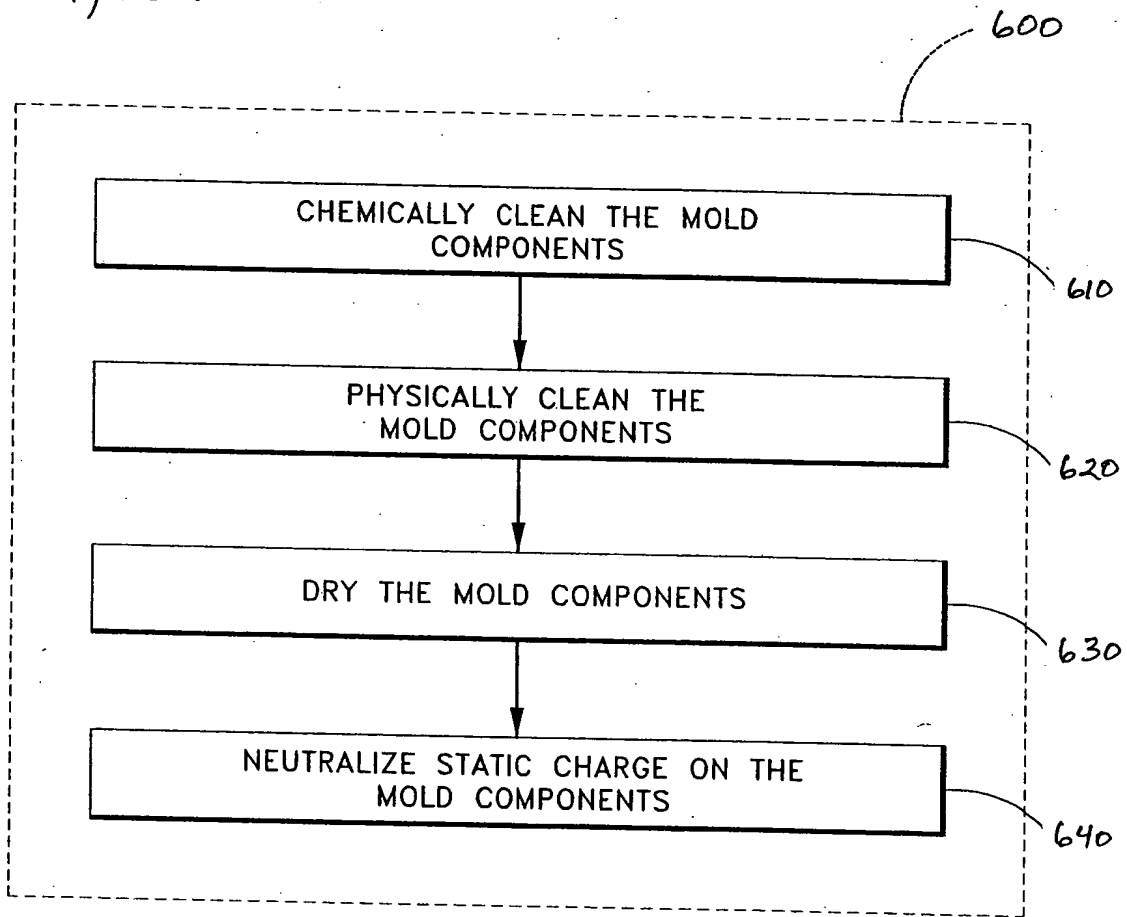 600
CHEMICALLY CLEAN THE MOLD
COMPONENTS
610
PHYSICALLY CLEAN THE
MOLD COMPONENTS
620
DRY THE MOLD COMPONENTS
630
NEUTRALIZE STATIC CHARGE ON THE
MOLD COMPONENTS
640